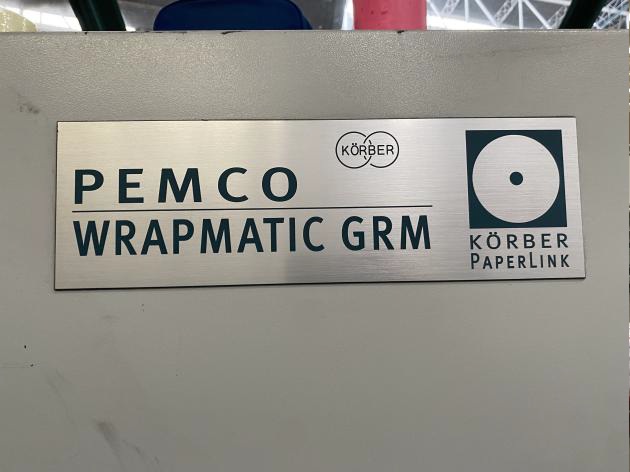 KÖRBER
PEMCO
WRAPMATIC GRM
KÖRBER
PAPERLINK